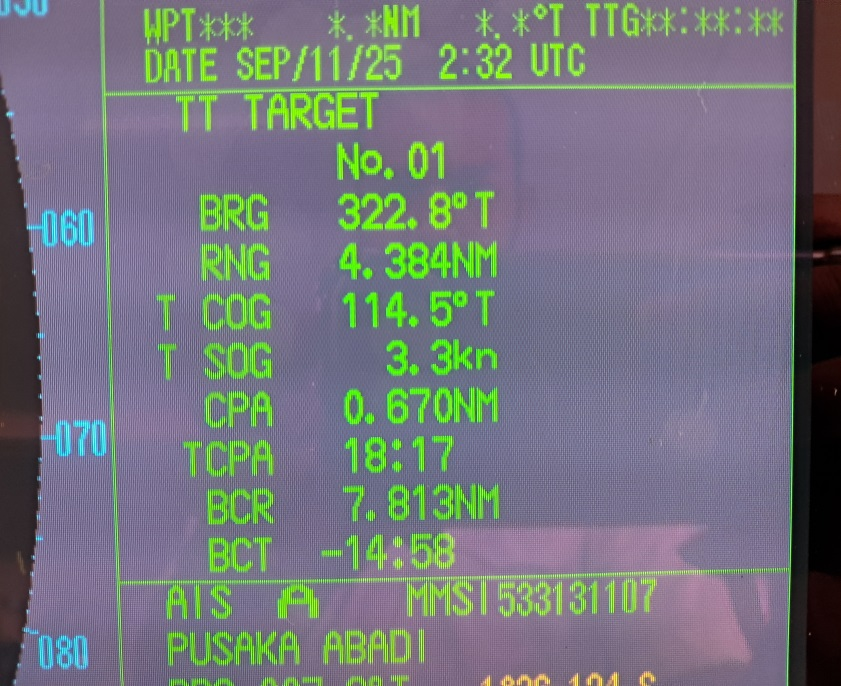 WPT*** *.*NM *.*°T TTG**:**:**
DATE SEP/11/25 2:32 UTC
TT TARGET
No.01
060
BRG 322.8°T
RNG 4.384NM
T COG 114.5°T
T SOG 3.3kn
CPA 0.670NM
070
TCPA 18:17
BCR 7.813NM
BCT -14:58
AIS MMSI533131107
080
PUSAKA ABADI